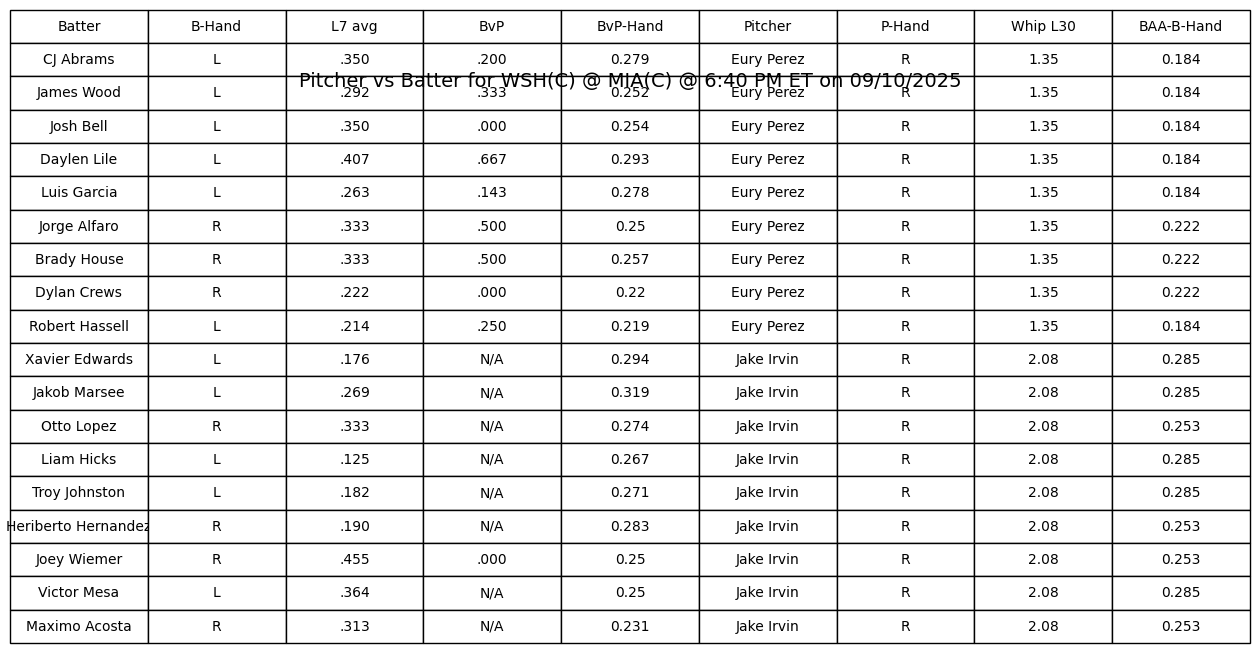 Batter B-Hand L7 avg BvP BvP-Hand Pitcher P-Hand Whip L30 BAA-B-Hand
CJ Abrams L .350 .200 0.279 Eury Perez R 1.35 0.184
Pitcher vs Batter for WSH(C) @ MIA(C) @ 6:40 PM ET on 09/10/2025
James Wood L .292 .333 0.252 Eury Perez R 1.35 0.184
Josh Bell L .350 .000 0.254 Eury Perez R 1.35 0.184
Daylen Lile L .407 .667 0.293 Eury Perez R 1.35 0.184
Luis Garcia L .263 .143 0.278 Eury Perez R 1.35 0.184
Jorge Alfaro R .333 .500 0.25 Eury Perez R 1.35 0.222
Brady House R .333 .500 0.257 Eury Perez R 1.35 0.222
Dylan Crews R .222 .000 0.22 Eury Perez R 1.35 0.222
Robert Hassell L .214 .250 0.219 Eury Perez R 1.35 0.184
Xavier Edwards L .176 N/A 0.294 Jake Irvin R 2.08 0.285
Jakob Marsee L .269 N/A 0.319 Jake Irvin R 2.08 0.285
Otto Lopez R .333 N/A 0.274 Jake Irvin R 2.08 0.253
Liam Hicks L .125 N/A 0.267 Jake Irvin R 2.08 0.285
Troy Johnston L .182 N/A 0.271 Jake Irvin R 2.08 0.285
Heriberto Hernandez R .190 N/A 0.283 Jake Irvin R 2.08 0.253
Joey Wiemer R .455 .000 0.25 Jake Irvin R 2.08 0.253
Victor Mesa L .364 N/A 0.25 Jake Irvin R 2.08 0.285
Maximo Acosta R .313 N/A 0.231 Jake Irvin R 2.08 0.253